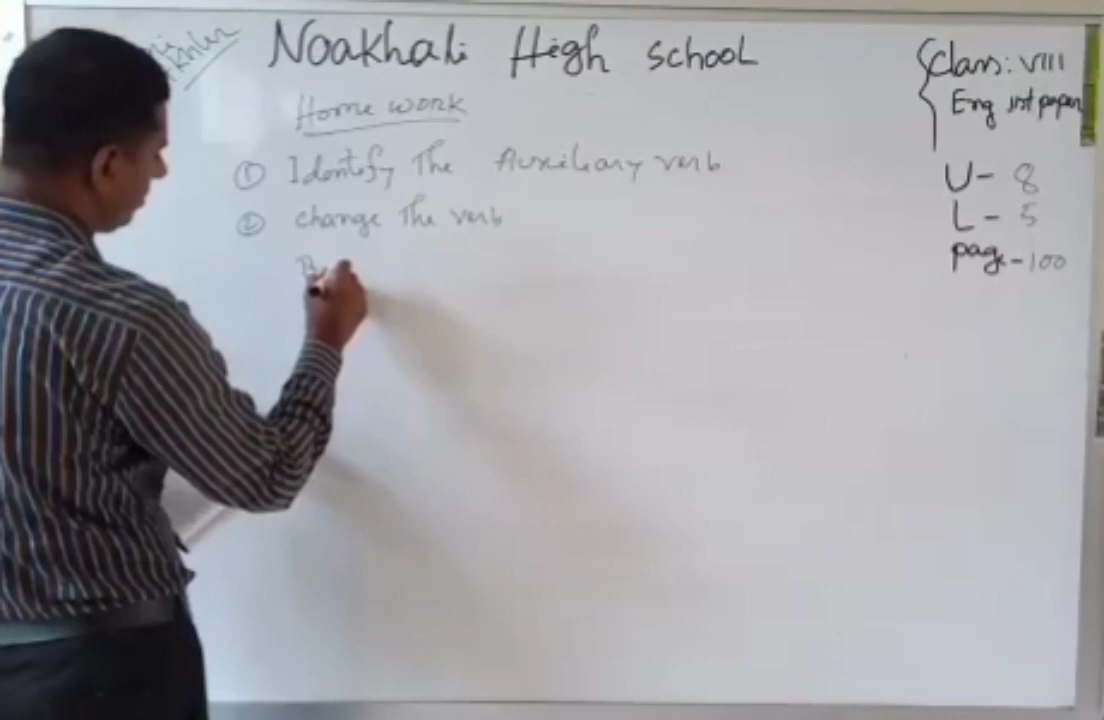 Noakhali High School
Home work
① Identify The Auxiliary verb
② change The verb
B
{Class: VIII
Eng 1st paper
U - 8
L - 5
page - 100